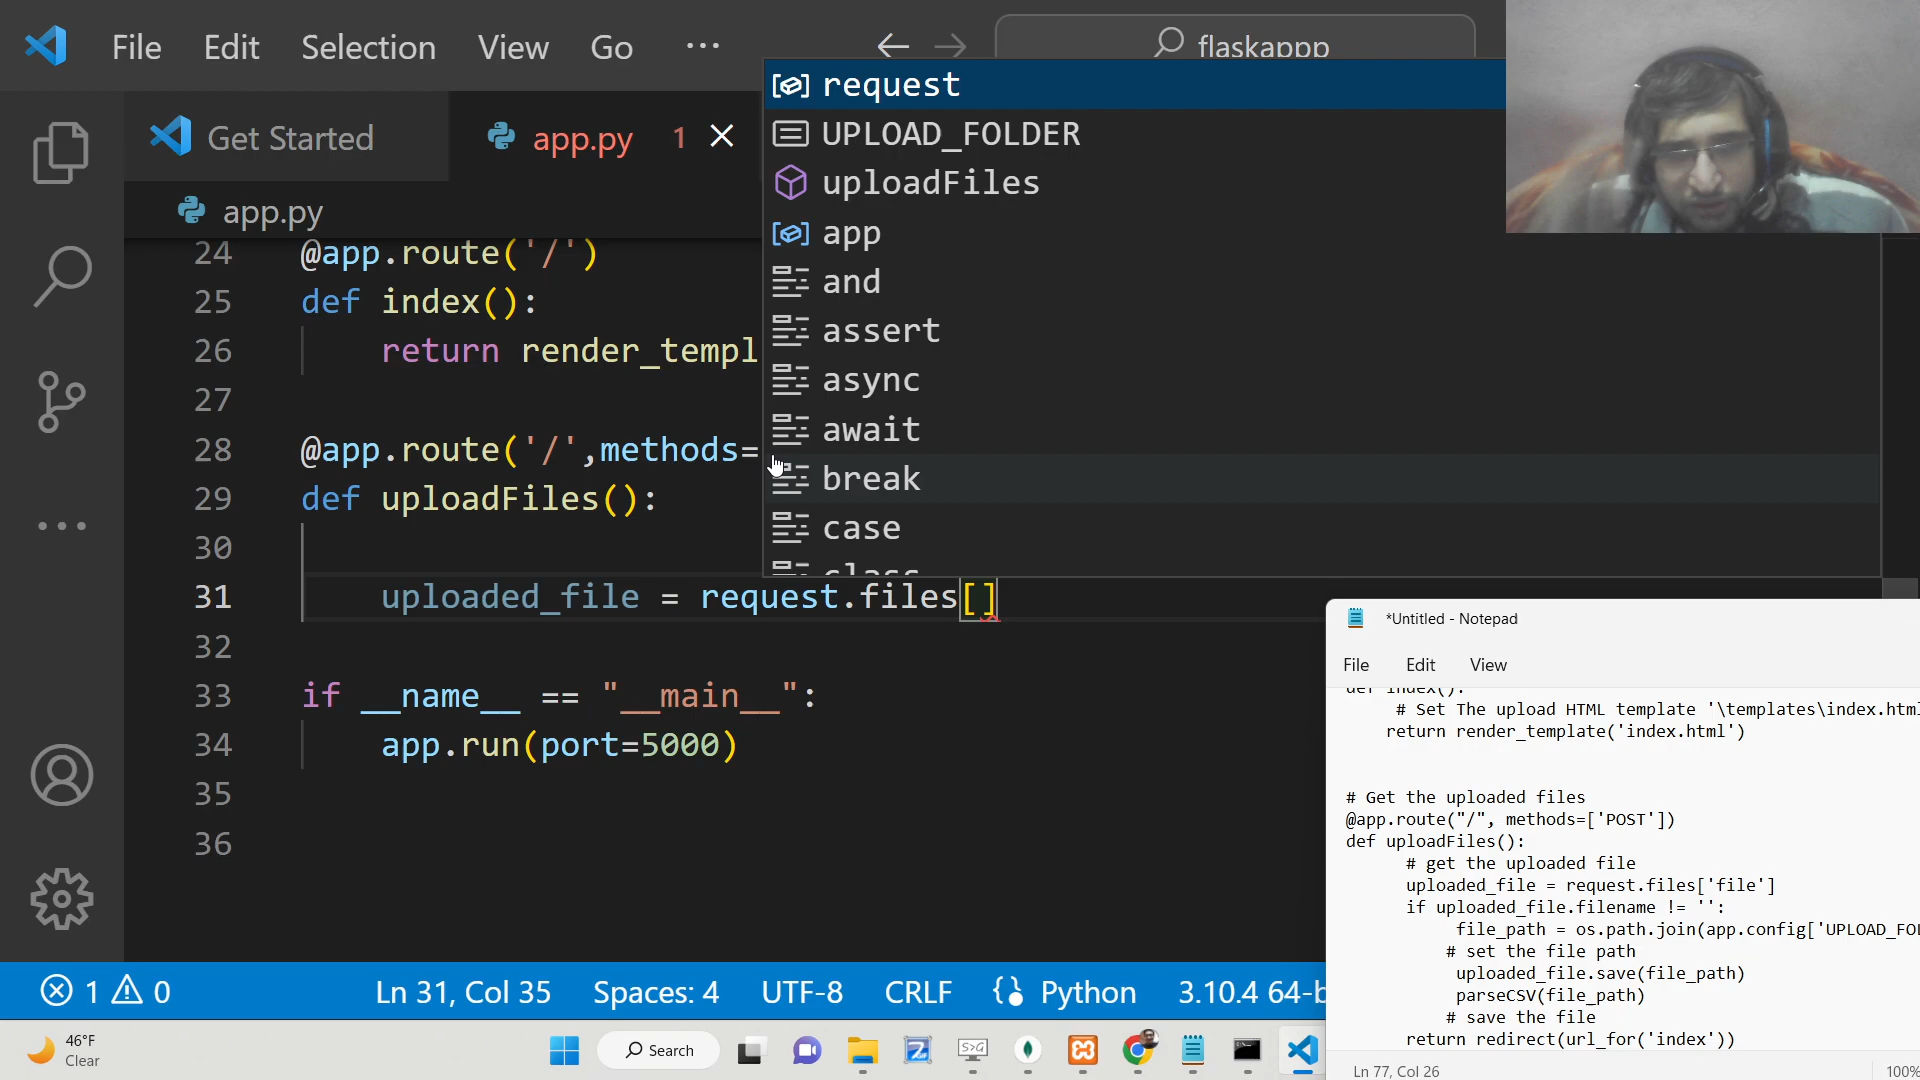 File Edit Selection View Go ···
flaskappp
Get Started
app.py 1
app.py
request
UPLOAD_FOLDER
uploadFiles
app
and
assert
async
await
break
case
class
24 @app.route('/')
25 def index():
26 return render_templ
27
28 @app.route('/',methods=
29 def uploadFiles():
30
31 uploaded_file = request.files[]
32
33 if __name__ == "__main__":
34 app.run(port=5000)
35
36
*Untitled - Notepad
File Edit View
def index():
# Set The upload HTML template '\templates\index.html
return render_template('index.html')
# Get the uploaded files
@app.route("/", methods=['POST'])
def uploadFiles():
# get the uploaded file
uploaded_file = request.files['file']
if uploaded_file.filename != '':
file_path = os.path.join(app.config['UPLOAD_FOL
# set the file path
uploaded_file.save(file_path)
parseCSV(file_path)
# save the file
return redirect(url_for('index'))
Ln 77, Col 26 100%
1 0 Ln 31, Col 35 Spaces: 4 UTF-8 CRLF Python 3.10.4 64-b
46°F
Clear
Search